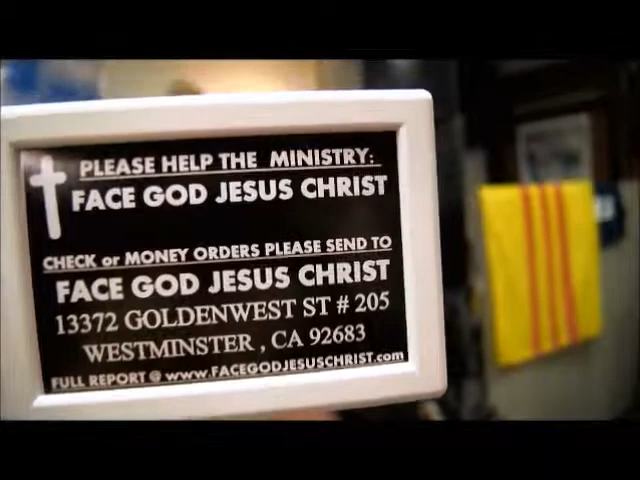 PLEASE HELP THE MINISTRY:
FACE GOD JESUS CHRIST
CHECK or MONEY ORDERS PLEASE SEND TO
FACE GOD JESUS CHRIST
13372 GOLDENWEST ST # 205
WESTMINSTER , CA 92683
FULL REPORT @ www.FACEGODJESUSCHRIST.com